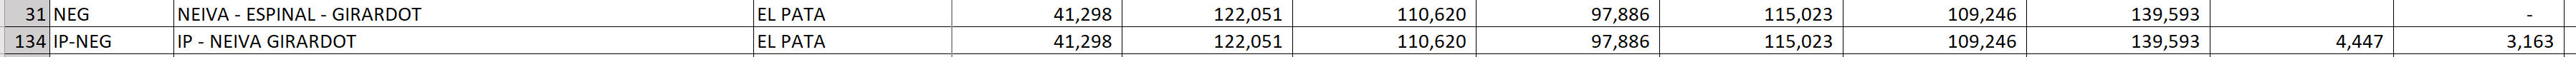 31 NEG NEIVA - ESPINAL - GIRARDOT EL PATA 41,298 122,051 110,620 97,886 115,023 109,246 139,593 -
134 IP-NEG IP - NEIVA GIRARDOT EL PATA 41,298 122,051 110,620 97,886 115,023 109,246 139,593 4,447 3,163